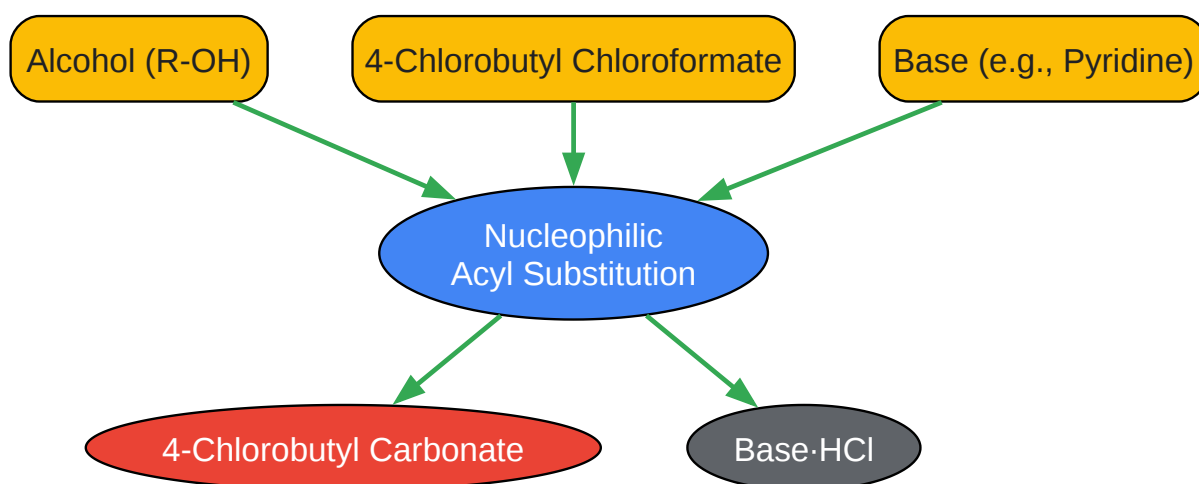 Alcohol (R-OH)
4-Chlorobutyl Chloroformate
Base (e.g., Pyridine)
Nucleophilic
Acyl Substitution
4-Chlorobutyl Carbonate
Base·HCl